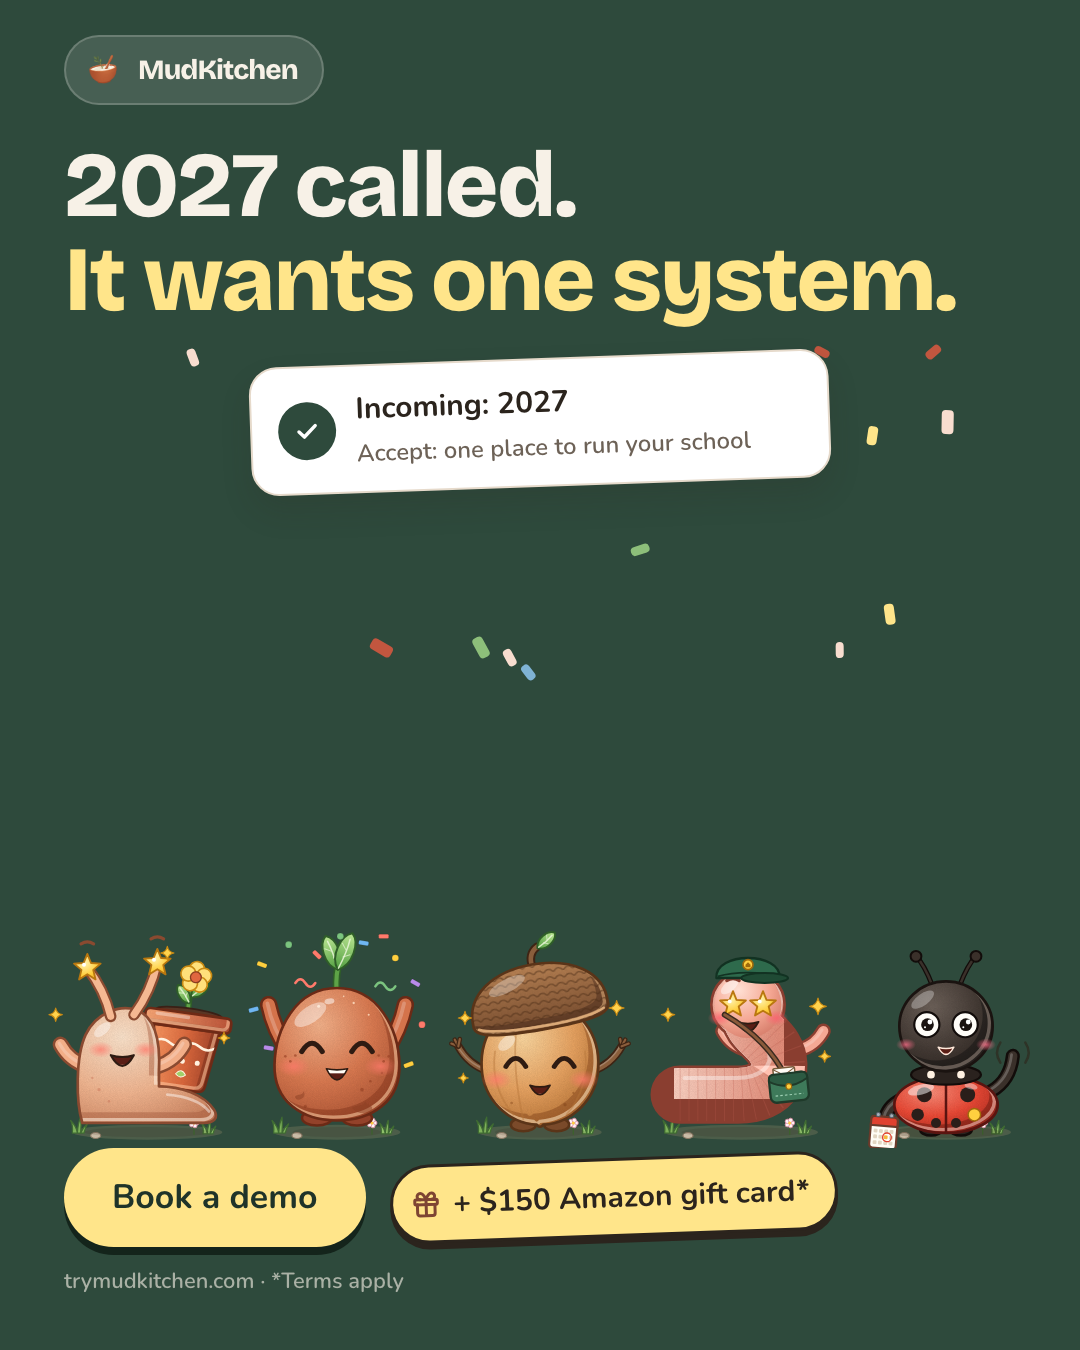 MudKitchen
2027 called.
It wants one system.
Incoming: 2027
Accept: one place to run your school
Book a demo
+ $150 Amazon gift card*
trymudkitchen.com · *Terms apply